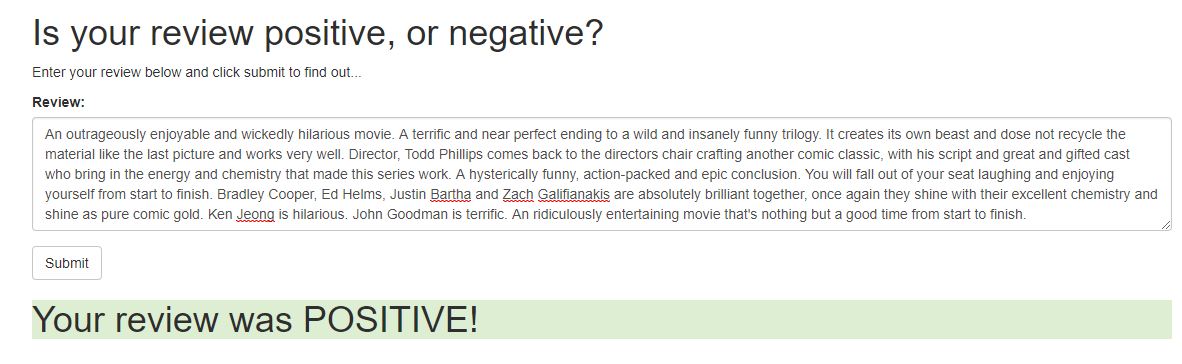 Is your review positive, or negative?
Enter your review below and click submit to find out...
Review:
An outrageously enjoyable and wickedly hilarious movie. A terrific and near perfect ending to a wild and insanely funny trilogy. It creates its own beast and dose not recycle the
material like the last picture and works very well. Director, Todd Phillips comes back to the directors chair crafting another comic classic, with his script and great and gifted cast
who bring in the energy and chemistry that made this series work. A hysterically funny, action-packed and epic conclusion. You will fall out of your seat laughing and enjoying
yourself from start to finish. Bradley Cooper, Ed Helms, Justin Bartha and Zach Galifianakis are absolutely brilliant together, once again they shine with their excellent chemistry and
shine as pure comic gold. Ken Jeong is hilarious. John Goodman is terrific. An ridiculously entertaining movie that's nothing but a good time from start to finish.
Submit
Your review was POSITIVE!